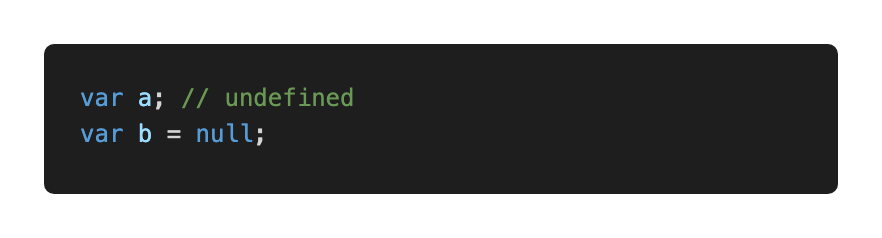 var a; // undefined
var b = null;